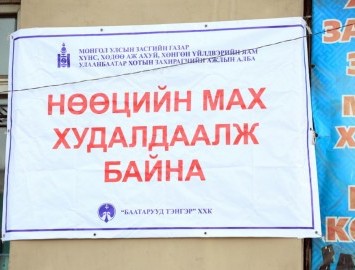 МОНГОЛ УЛСЫН ЗАСГИЙН ГАЗАР
ХҮНС, ХӨДӨӨ АЖ АХУЙ, ХӨНГӨН ҮЙЛДВЭРИЙН ЯАМ
УЛААНБААТАР ХОТЫН ЗАХИРАГЧИЙН АЖЛЫН АЛБА
НӨӨЦИЙН МАХ
ХУДАЛДААЛЖ
БАЙНА
"БААТАРУУД ТЭНГЭР" ХХК